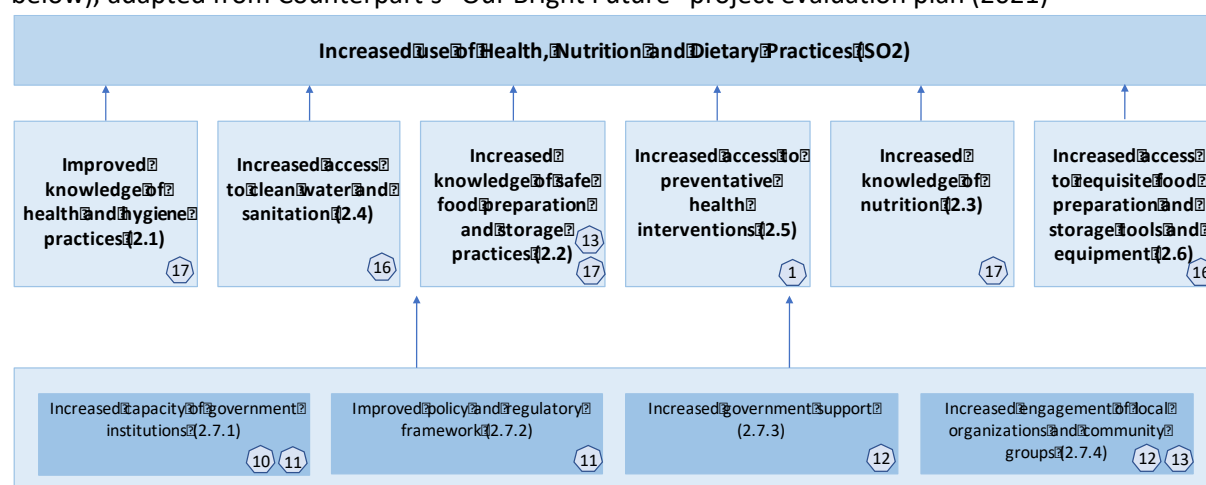 below), adapted from Counterpart's "Our Bright Future" project evaluation plan (2021)
Increased use of Health, Nutrition and Dietary Practices (SO2)
Improved
knowledge of
health and hygiene
practices (2.1)
17
Increased access
to clean water and
sanitation (2.4)
16
Increased
knowledge of safe
food preparation
and storage
practices (2.2)
13
17
Increased access to
preventative
health
interventions (2.5)
1
Increased
knowledge of
nutrition (2.3)
17
Increased access
to requisite food
preparation and
storage tools and
equipment (2.6)
16
Increased capacity of government
institutions (2.7.1)
10 11
Improved policy and regulatory
framework (2.7.2)
11
Increased government support
(2.7.3)
12
Increased engagement of local
organizations and community
groups (2.7.4)
12 13